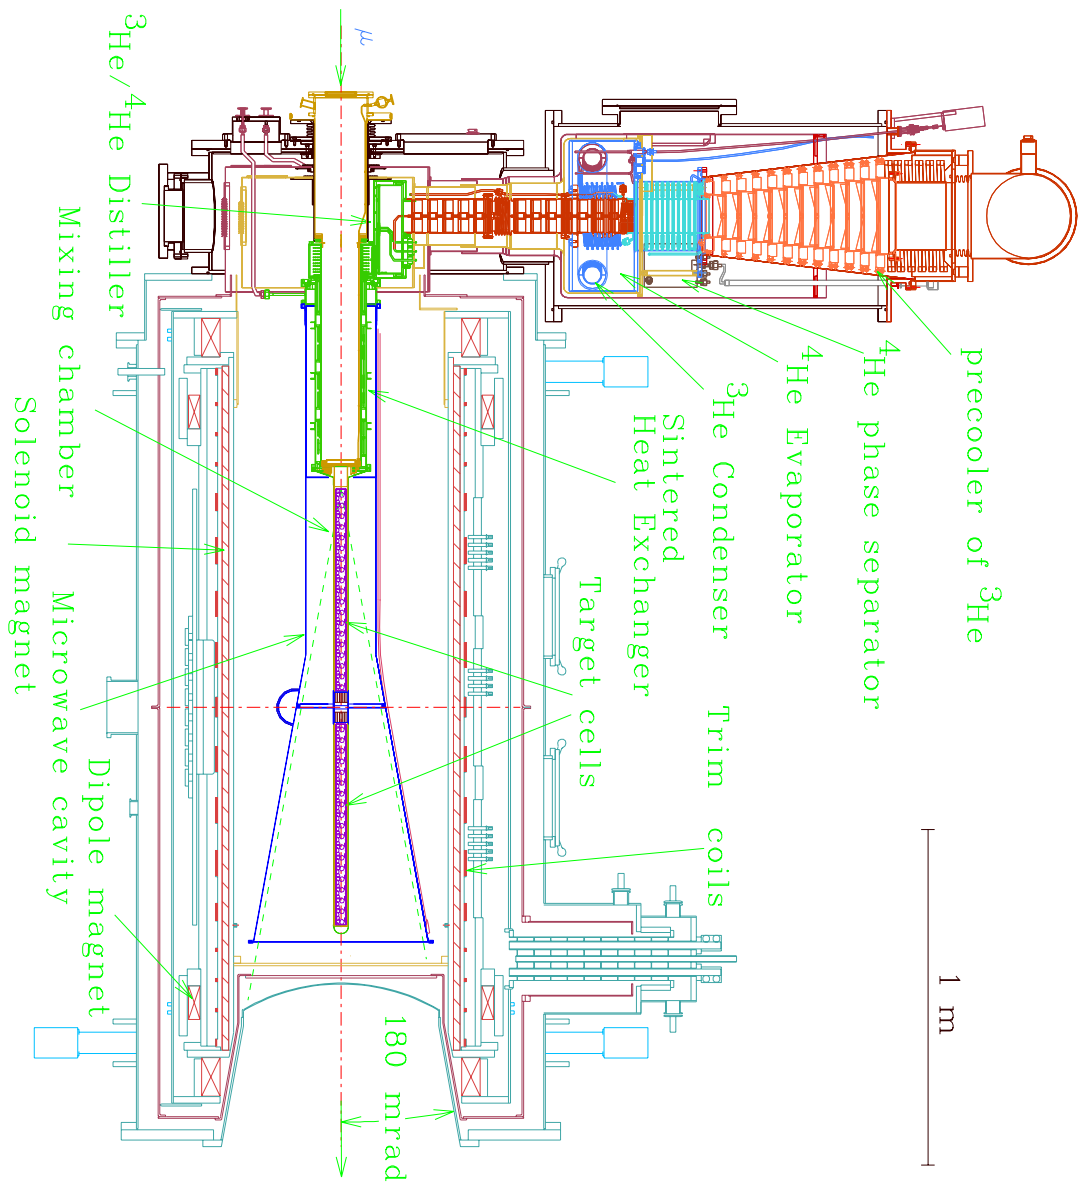 μ
³He/⁴He Distiller
Mixing chamber
Solenoid magnet
Microwave cavity
Dipole magnet
precooler of ³He
⁴He phase separator
⁴He Evaporator
³He Condenser
Sintered
Heat Exchanger
Target cells
Trim coils
180 mrad
1 m